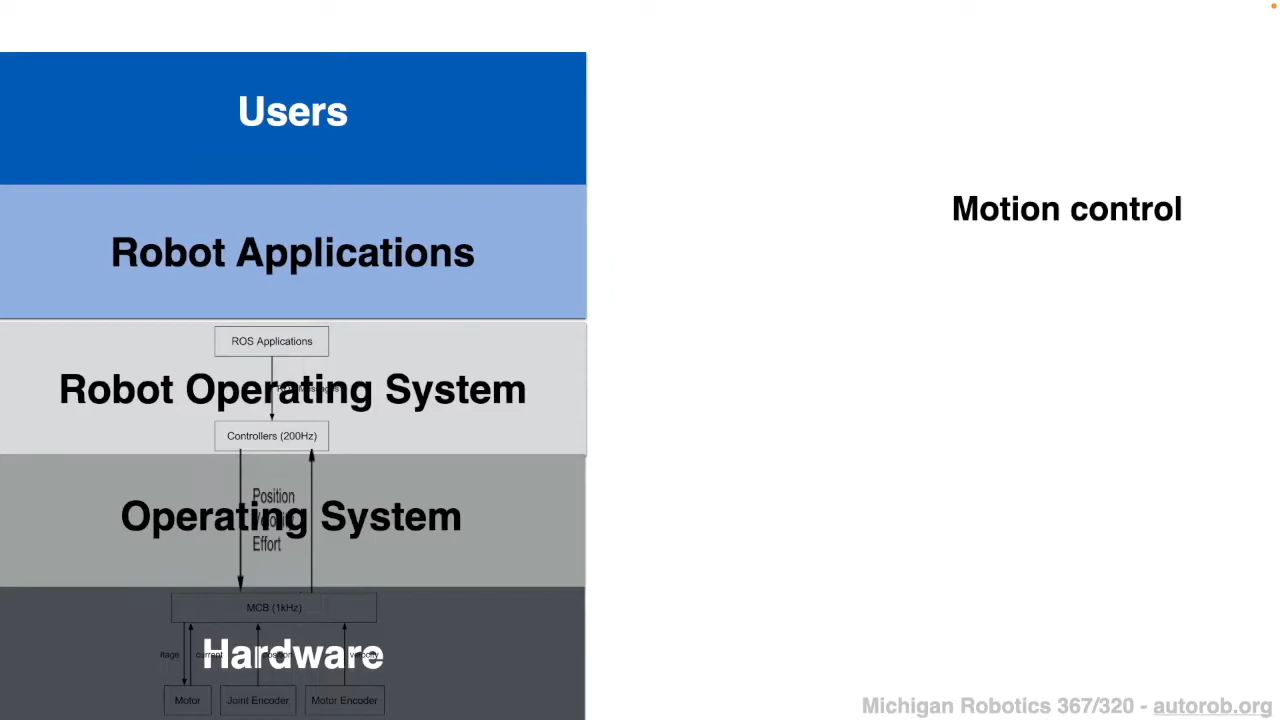 Users
Motion control
Robot Applications
ROS Applications
Robot Operating System
Controllers (200Hz)
Position
Operating System
Effort
MCB (1kHz)
current
Hardware
Motor
Joint Encoder
Motor Encoder
Michigan Robotics 367/320 - autorob.org